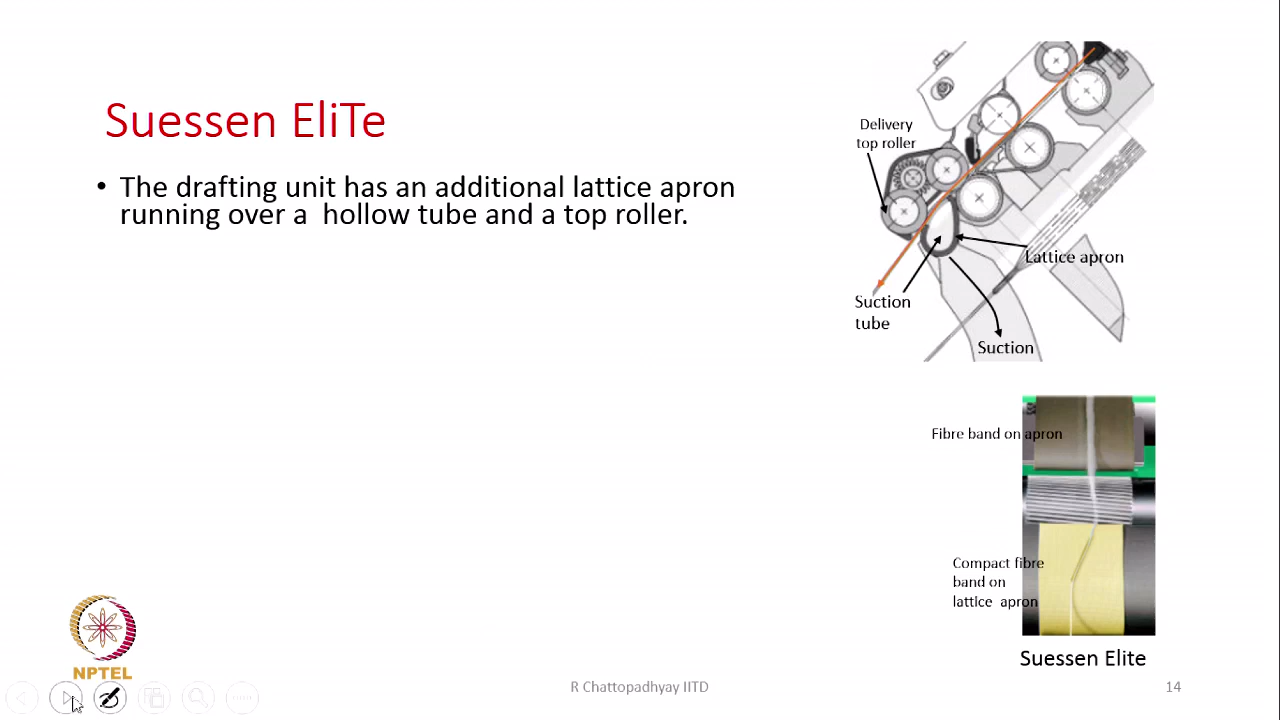 Suessen EliTe
• The drafting unit has an additional lattice apron
running over a hollow tube and a top roller.
Delivery
top roller
Lattice apron
Suction
tube
Suction
Fibre band on apron
Compact fibre
band on
lattice apron
Suessen Elite
NPTEL
R Chattopadhyay IITD
14